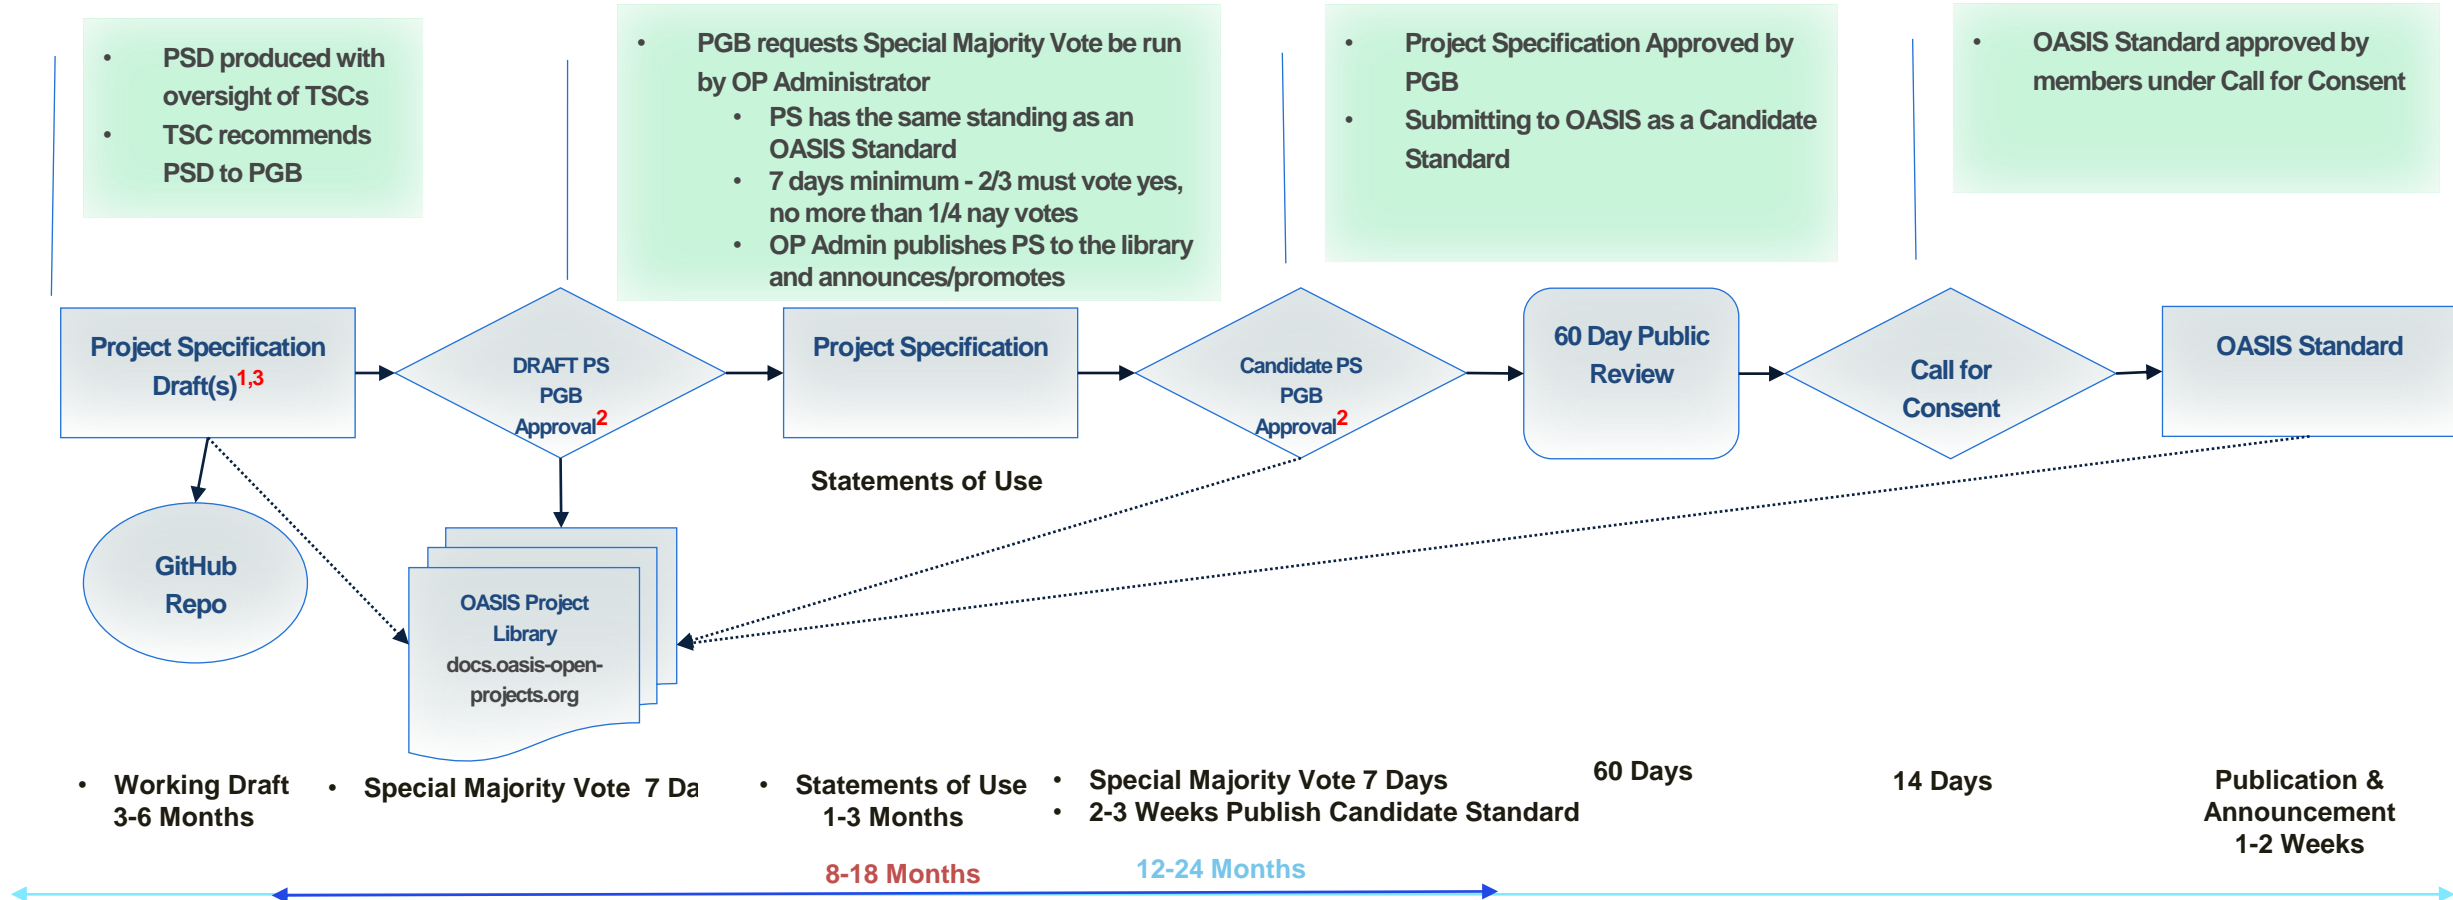 • PSD produced with
oversight of TSCs
• TSC recommends
PSD to PGB
• PGB requests Special Majority Vote be run
by OP Administrator
• PS has the same standing as an
OASIS Standard
• 7 days minimum - 2/3 must vote yes,
no more than 1/4 nay votes
• OP Admin publishes PS to the library
and announces/promotes
• Project Specification Approved by
PGB
• Submitting to OASIS as a Candidate
Standard
• OASIS Standard approved by
members under Call for Consent
Project Specification
Draft(s)1,3
DRAFT PS
PGB
Approval2
Project Specification
Candidate PS
PGB
Approval2
60 Day Public
Review
Call for
Consent
OASIS Standard
Statements of Use
GitHub
Repo
OASIS Project
Library
docs.oasis-open-
projects.org
• Working Draft
3-6 Months
• Special Majority Vote 7 Da
• Statements of Use
1-3 Months
• Special Majority Vote 7 Days
• 2-3 Weeks Publish Candidate Standard
60 Days
14 Days
Publication &
Announcement
1-2 Weeks
8-18 Months
12-24 Months